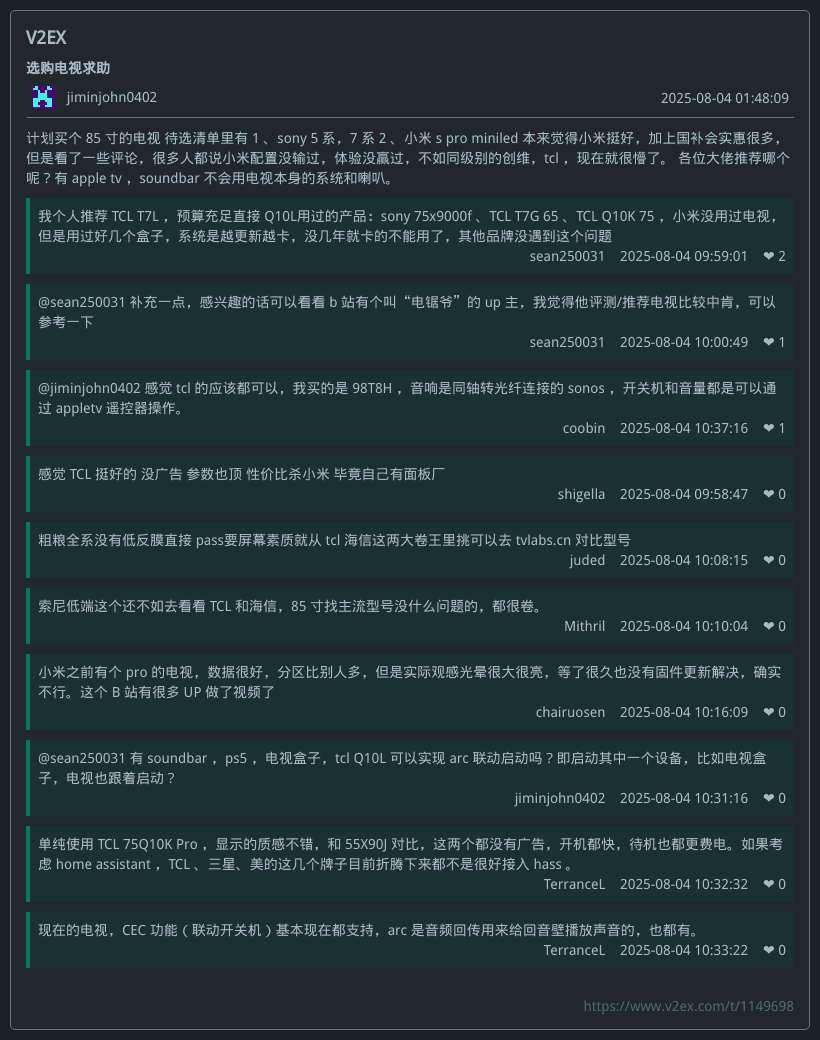 V2EX
选购电视求助
jiminjohn0402 2025-08-04 01:48:09
计划买个 85 寸的电视 待选清单里有 1 、sony 5 系，7 系 2 、小米 s pro miniled 本来觉得小米挺好，加上国补会实惠很多，
但是看了一些评论，很多人都说小米配置没输过，体验没赢过，不如同级别的创维，tcl ，现在就很懵了。 各位大佬推荐哪个
呢？有 apple tv ，soundbar 不会用电视本身的系统和喇叭。
我个人推荐 TCL T7L ，预算充足直接 Q10L用过的产品：sony 75x9000f 、TCL T7G 65 、TCL Q10K 75 ，小米没用过电视，
但是用过好几个盒子，系统是越更新越卡，没几年就卡的不能用了，其他品牌没遇到这个问题
sean250031 2025-08-04 09:59:01 ❤ 2
@sean250031 补充一点，感兴趣的话可以看看 b 站有个叫“电锯爷”的 up 主，我觉得他评测/推荐电视比较中肯，可以
参考一下
sean250031 2025-08-04 10:00:49 ❤ 1
@jiminjohn0402 感觉 tcl 的应该都可以，我买的是 98T8H ，音响是同轴转光纤连接的 sonos ，开关机和音量都是可以通
过 appletv 遥控器操作。
coobin 2025-08-04 10:37:16 ❤ 1
感觉 TCL 挺好的 没广告 参数也顶 性价比杀小米 毕竟自己有面板厂
shigella 2025-08-04 09:58:47 ❤ 0
粗粮全系没有低反膜直接 pass要屏幕素质就从 tcl 海信这两大卷王里挑可以去 tvlabs.cn 对比型号
juded 2025-08-04 10:08:15 ❤ 0
索尼低端这个还不如去看看 TCL 和海信，85 寸找主流型号没什么问题的，都很卷。
Mithril 2025-08-04 10:10:04 ❤ 0
小米之前有个 pro 的电视，数据很好，分区比别人多，但是实际观感光晕很大很亮，等了很久也没有固件更新解决，确实
不行。这个 B 站有很多 UP 做了视频了
chairuosen 2025-08-04 10:16:09 ❤ 0
@sean250031 有 soundbar ，ps5 ，电视盒子，tcl Q10L 可以实现 arc 联动启动吗？即启动其中一个设备，比如电视盒
子，电视也跟着启动？
jiminjohn0402 2025-08-04 10:31:16 ❤ 0
单纯使用 TCL 75Q10K Pro ，显示的质感不错，和 55X90J 对比，这两个都没有广告，开机都快，待机也都更费电。如果考
虑 home assistant ，TCL 、三星、美的这几个牌子目前折腾下来都不是很好接入 hass 。
TerranceL 2025-08-04 10:32:32 ❤ 0
现在的电视，CEC 功能（联动开关机）基本现在都支持，arc 是音频回传用来给回音壁播放声音的，也都有。
TerranceL 2025-08-04 10:33:22 ❤ 0
https://www.v2ex.com/t/1149698